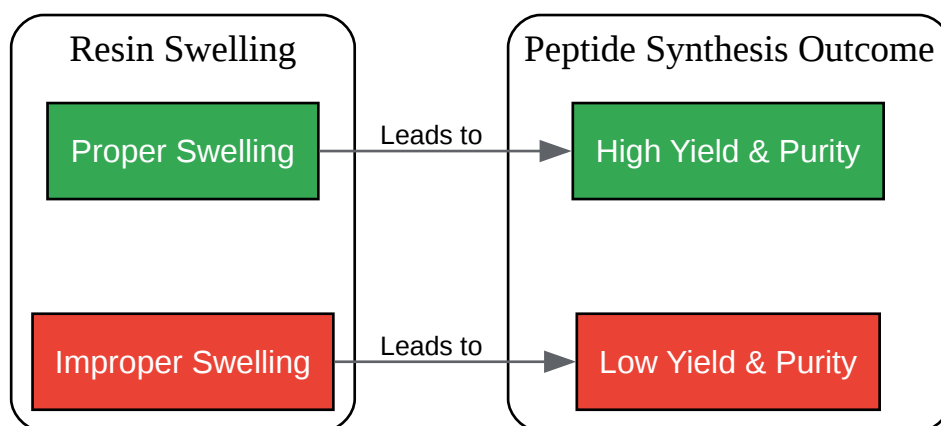 Resin Swelling
Peptide Synthesis Outcome
Proper Swelling
Leads to
High Yield & Purity
Improper Swelling
Leads to
Low Yield & Purity